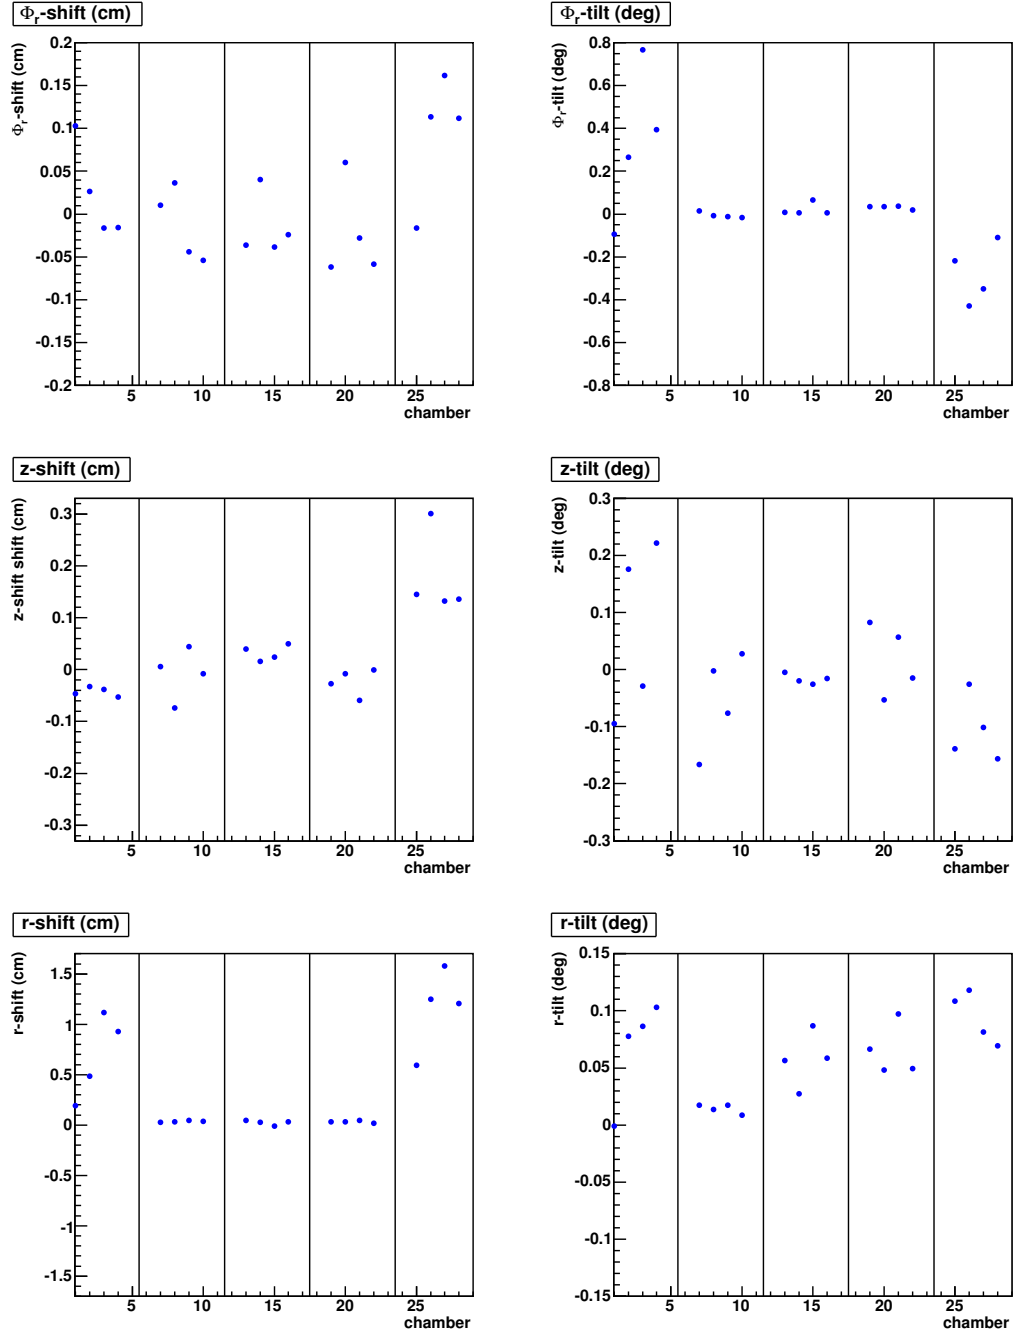 Φr-shift (cm)
Φr-shift (cm)
0.2
0.15
0.1
0.05
0
-0.05
-0.1
-0.15
-0.2
5 10 15 20 25
chamber
Φr-tilt (deg)
Φr-tilt (deg)
0.8
0.6
0.4
0.2
0
-0.2
-0.4
-0.6
-0.8
5 10 15 20 25
chamber
z-shift (cm)
z-shift shift (cm)
0.3
0.2
0.1
0
-0.1
-0.2
-0.3
5 10 15 20 25
chamber
z-tilt (deg)
z-tilt (deg)
0.3
0.2
0.1
0
-0.1
-0.2
-0.3
5 10 15 20 25
chamber
r-shift (cm)
r-shift (cm)
1.5
1
0.5
0
-0.5
-1
-1.5
5 10 15 20 25
chamber
r-tilt (deg)
r-tilt (deg)
0.15
0.1
0.05
0
-0.05
-0.1
-0.15
5 10 15 20 25
chamber